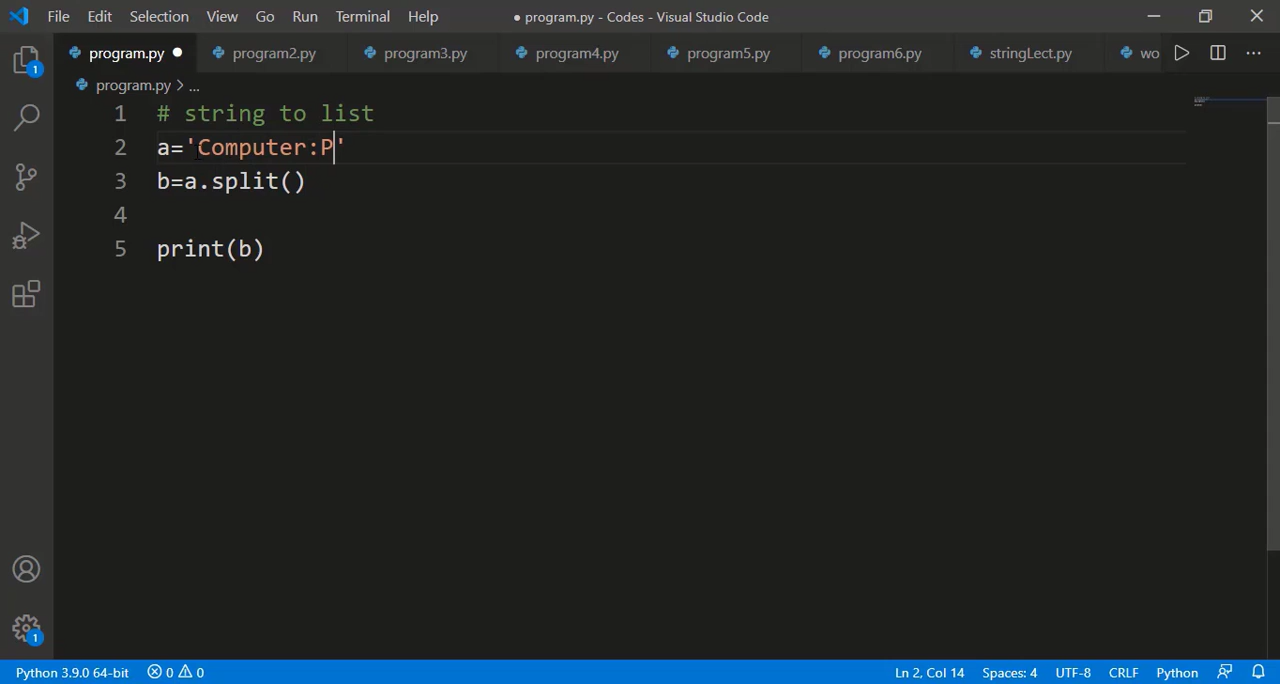 File Edit Selection View Go Run Terminal Help ● program.py - Codes - Visual Studio Code
program.py ● program2.py program3.py program4.py program5.py program6.py stringLect.py wo ...
program.py > ...
1 # string to list
2 a='Computer:P'
3 b=a.split()
4
5 print(b)
1
1
Python 3.9.0 64-bit 0 0 Ln 2, Col 14 Spaces: 4 UTF-8 CRLF Python